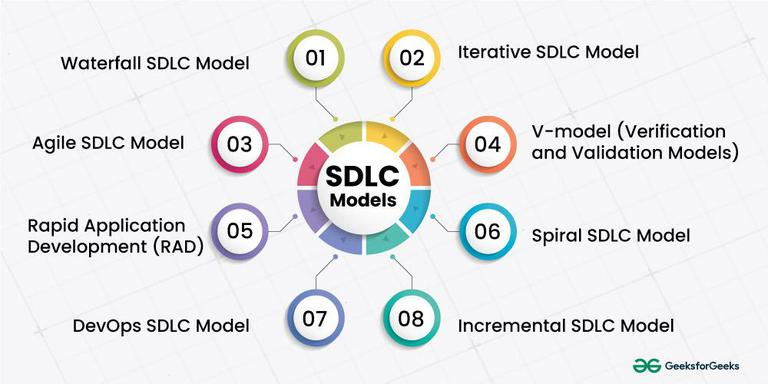 01
Waterfall SDLC Model
02
Iterative SDLC Model
03
Agile SDLC Model
04
V-model (Verification
and Validation Models)
SDLC
Models
05
Rapid Application
Development (RAD)
06
Spiral SDLC Model
07
DevOps SDLC Model
08
Incremental SDLC Model
GeeksforGeeks